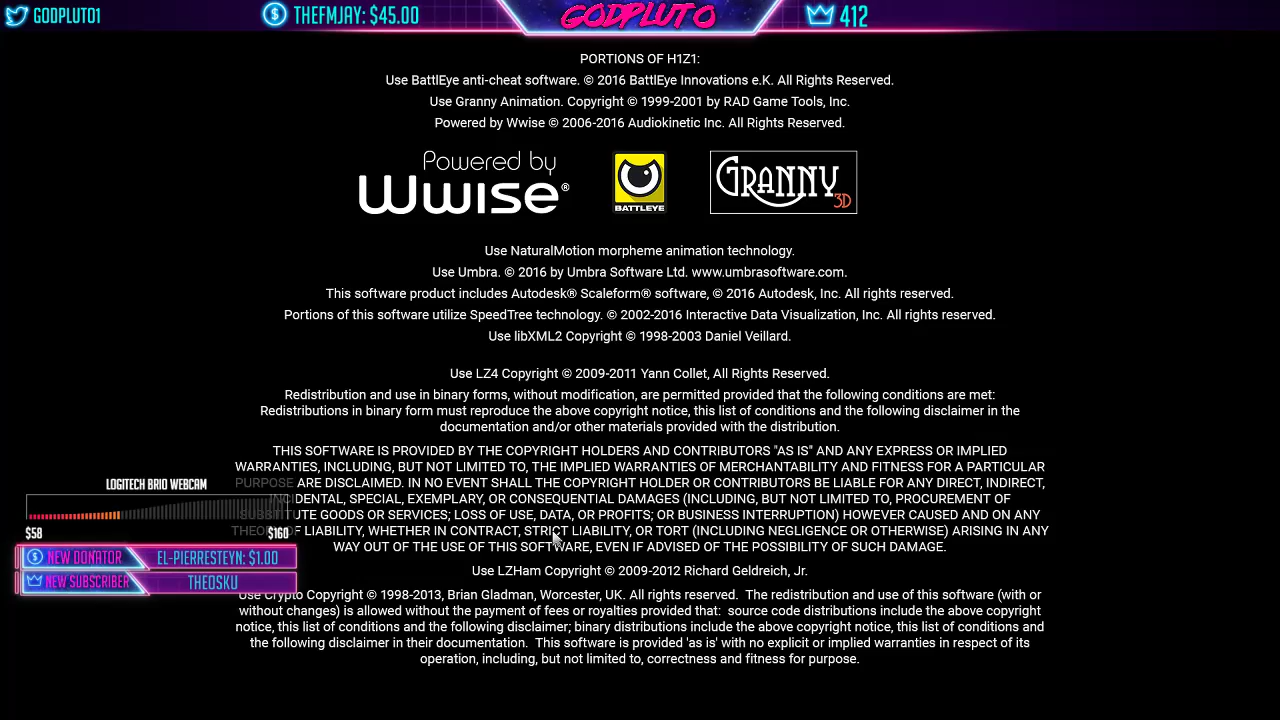 GODPLUTO1
THEFMJAY: $45.00
GODPLUTO
412
PORTIONS OF H1Z1:
Use BattlEye anti-cheat software. © 2016 BattlEye Innovations e.K. All Rights Reserved.
Use Granny Animation. Copyright © 1999-2001 by RAD Game Tools, Inc.
Powered by Wwise © 2006-2016 Audiokinetic Inc. All Rights Reserved.
Powered by
Wwise®
BATTLEYE
GRANNY 3D
Use NaturalMotion morpheme animation technology.
Use Umbra. © 2016 by Umbra Software Ltd. www.umbrasoftware.com.
This software product includes Autodesk® Scaleform® software, © 2016 Autodesk, Inc. All rights reserved.
Portions of this software utilize SpeedTree technology. © 2002-2016 Interactive Data Visualization, Inc. All rights reserved.
Use libXML2 Copyright © 1998-2003 Daniel Veillard.
Use LZ4 Copyright © 2009-2011 Yann Collet, All Rights Reserved.
Redistribution and use in binary forms, without modification, are permitted provided that the following conditions are met:
Redistributions in binary form must reproduce the above copyright notice, this list of conditions and the following disclaimer in the
documentation and/or other materials provided with the distribution.
THIS SOFTWARE IS PROVIDED BY THE COPYRIGHT HOLDERS AND CONTRIBUTORS "AS IS" AND ANY EXPRESS OR IMPLIED
WARRANTIES, INCLUDING, BUT NOT LIMITED TO, THE IMPLIED WARRANTIES OF MERCHANTABILITY AND FITNESS FOR A PARTICULAR
PURPOSE ARE DISCLAIMED. IN NO EVENT SHALL THE COPYRIGHT HOLDER OR CONTRIBUTORS BE LIABLE FOR ANY DIRECT, INDIRECT,
INCIDENTAL, SPECIAL, EXEMPLARY, OR CONSEQUENTIAL DAMAGES (INCLUDING, BUT NOT LIMITED TO, PROCUREMENT OF
SUBSTITUTE GOODS OR SERVICES; LOSS OF USE, DATA, OR PROFITS; OR BUSINESS INTERRUPTION) HOWEVER CAUSED AND ON ANY
THEORY OF LIABILITY, WHETHER IN CONTRACT, STRICT LIABILITY, OR TORT (INCLUDING NEGLIGENCE OR OTHERWISE) ARISING IN ANY
WAY OUT OF THE USE OF THIS SOFTWARE, EVEN IF ADVISED OF THE POSSIBILITY OF SUCH DAMAGE.
LOGITECH BRIO WEBCAM
$58
$160
NEW DONATOR
EL-PIERRESTEYN: $1.00
NEW SUBSCRIBER
THEOSKU
Use LZHam Copyright © 2009-2012 Richard Geldreich, Jr.
Use Crypto Copyright © 1998-2013, Brian Gladman, Worcester, UK. All rights reserved.  The redistribution and use of this software (with or
without changes) is allowed without the payment of fees or royalties provided that:  source code distributions include the above copyright
notice, this list of conditions and the following disclaimer; binary distributions include the above copyright notice, this list of conditions and
the following disclaimer in their documentation.  This software is provided 'as is' with no explicit or implied warranties in respect of its
operation, including, but not limited to, correctness and fitness for purpose.